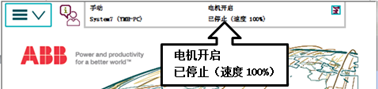 手动
System7 (YMXB-PC)
电机开启
已停止（速度 100%）
ABB
Power and productivity
for a better world™
电机开启
已停止（速度 100%）